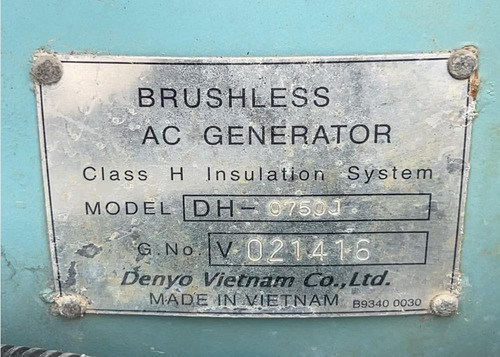 BRUSHLESS
AC GENERATOR
Class H Insulation System
MODEL DH- 0750J
G.No. V 021416
Denyo Vietnam Co.,Ltd.
MADE IN VIETNAM B9340 0030